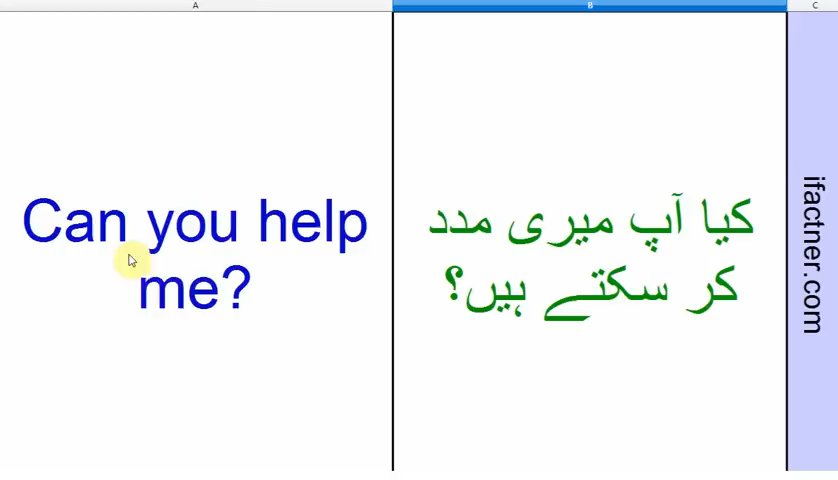 A
B
C
Can you help
me?
کیا آپ میری مدد
کر سکتے ہیں؟
ifactner.com